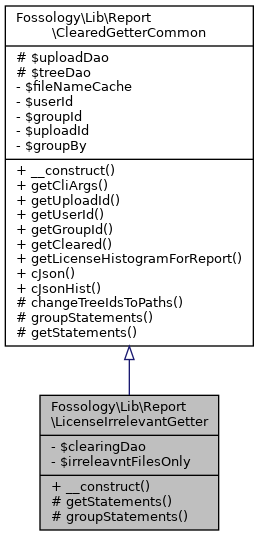 Fossology\Lib\Report
\ClearedGetterCommon
# $uploadDao
# $treeDao
- $fileNameCache
- $userId
- $groupId
- $uploadId
- $groupBy
+ __construct()
+ getCliArgs()
+ getUploadId()
+ getUserId()
+ getGroupId()
+ getCleared()
+ getLicenseHistogramForReport()
+ cJson()
+ cJsonHist()
# changeTreeIdsToPaths()
# groupStatements()
# getStatements()
Fossology\Lib\Report
\LicenseIrrelevantGetter
- $clearingDao
- $irreleavntFilesOnly
+ __construct()
# getStatements()
# groupStatements()